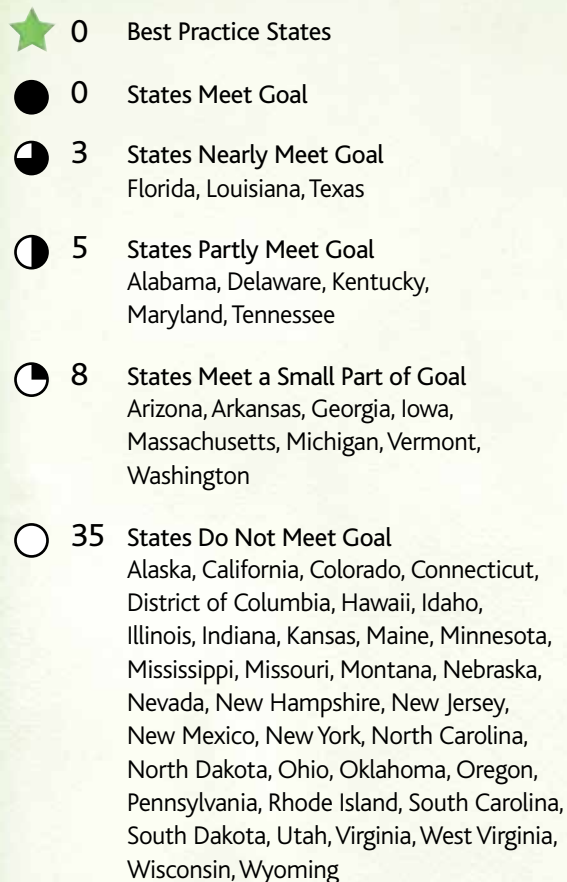 0 Best Practice States
0 States Meet Goal
3 States Nearly Meet Goal
Florida, Louisiana, Texas
5 States Partly Meet Goal
Alabama, Delaware, Kentucky,
Maryland, Tennessee
8 States Meet a Small Part of Goal
Arizona, Arkansas, Georgia, Iowa,
Massachusetts, Michigan, Vermont,
Washington
35 States Do Not Meet Goal
Alaska, California, Colorado, Connecticut,
District of Columbia, Hawaii, Idaho,
Illinois, Indiana, Kansas, Maine, Minnesota,
Mississippi, Missouri, Montana, Nebraska,
Nevada, New Hampshire, New Jersey,
New Mexico, New York, North Carolina,
North Dakota, Ohio, Oklahoma, Oregon,
Pennsylvania, Rhode Island, South Carolina,
South Dakota, Utah, Virginia, West Virginia,
Wisconsin, Wyoming